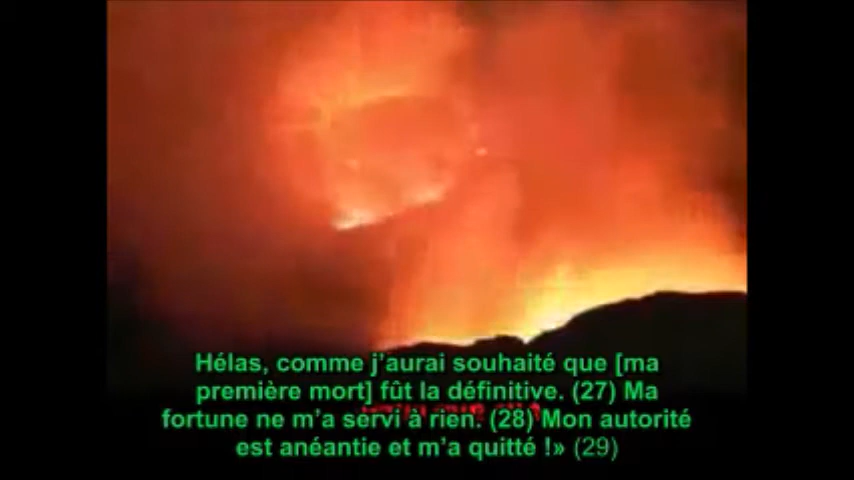 Hélas, comme j’aurai souhaité que [ma
première mort] fût la définitive. (27) Ma
fortune ne m’a servi à rien. (28) Mon autorité
est anéantie et m’a quitté !» (29)